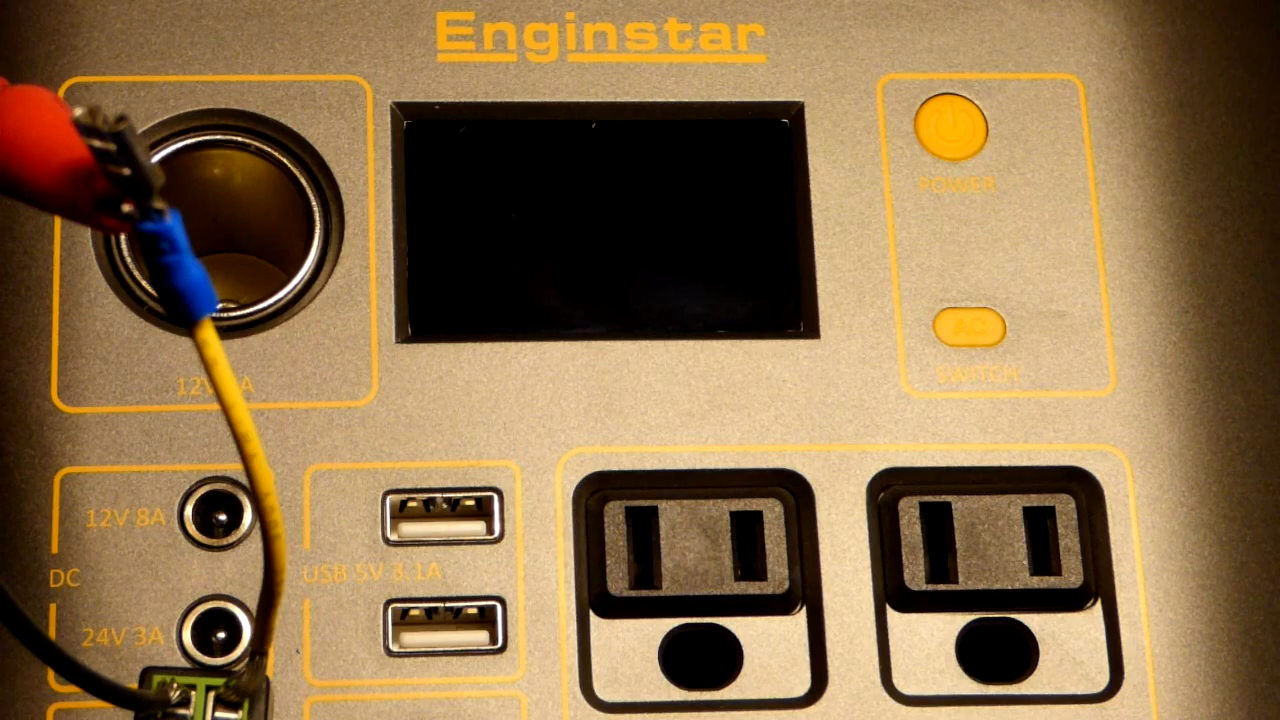 Enginstar
POWER
AC
SWITCH
12V 8A
DC
24V 3A
USB 5V 3.1A